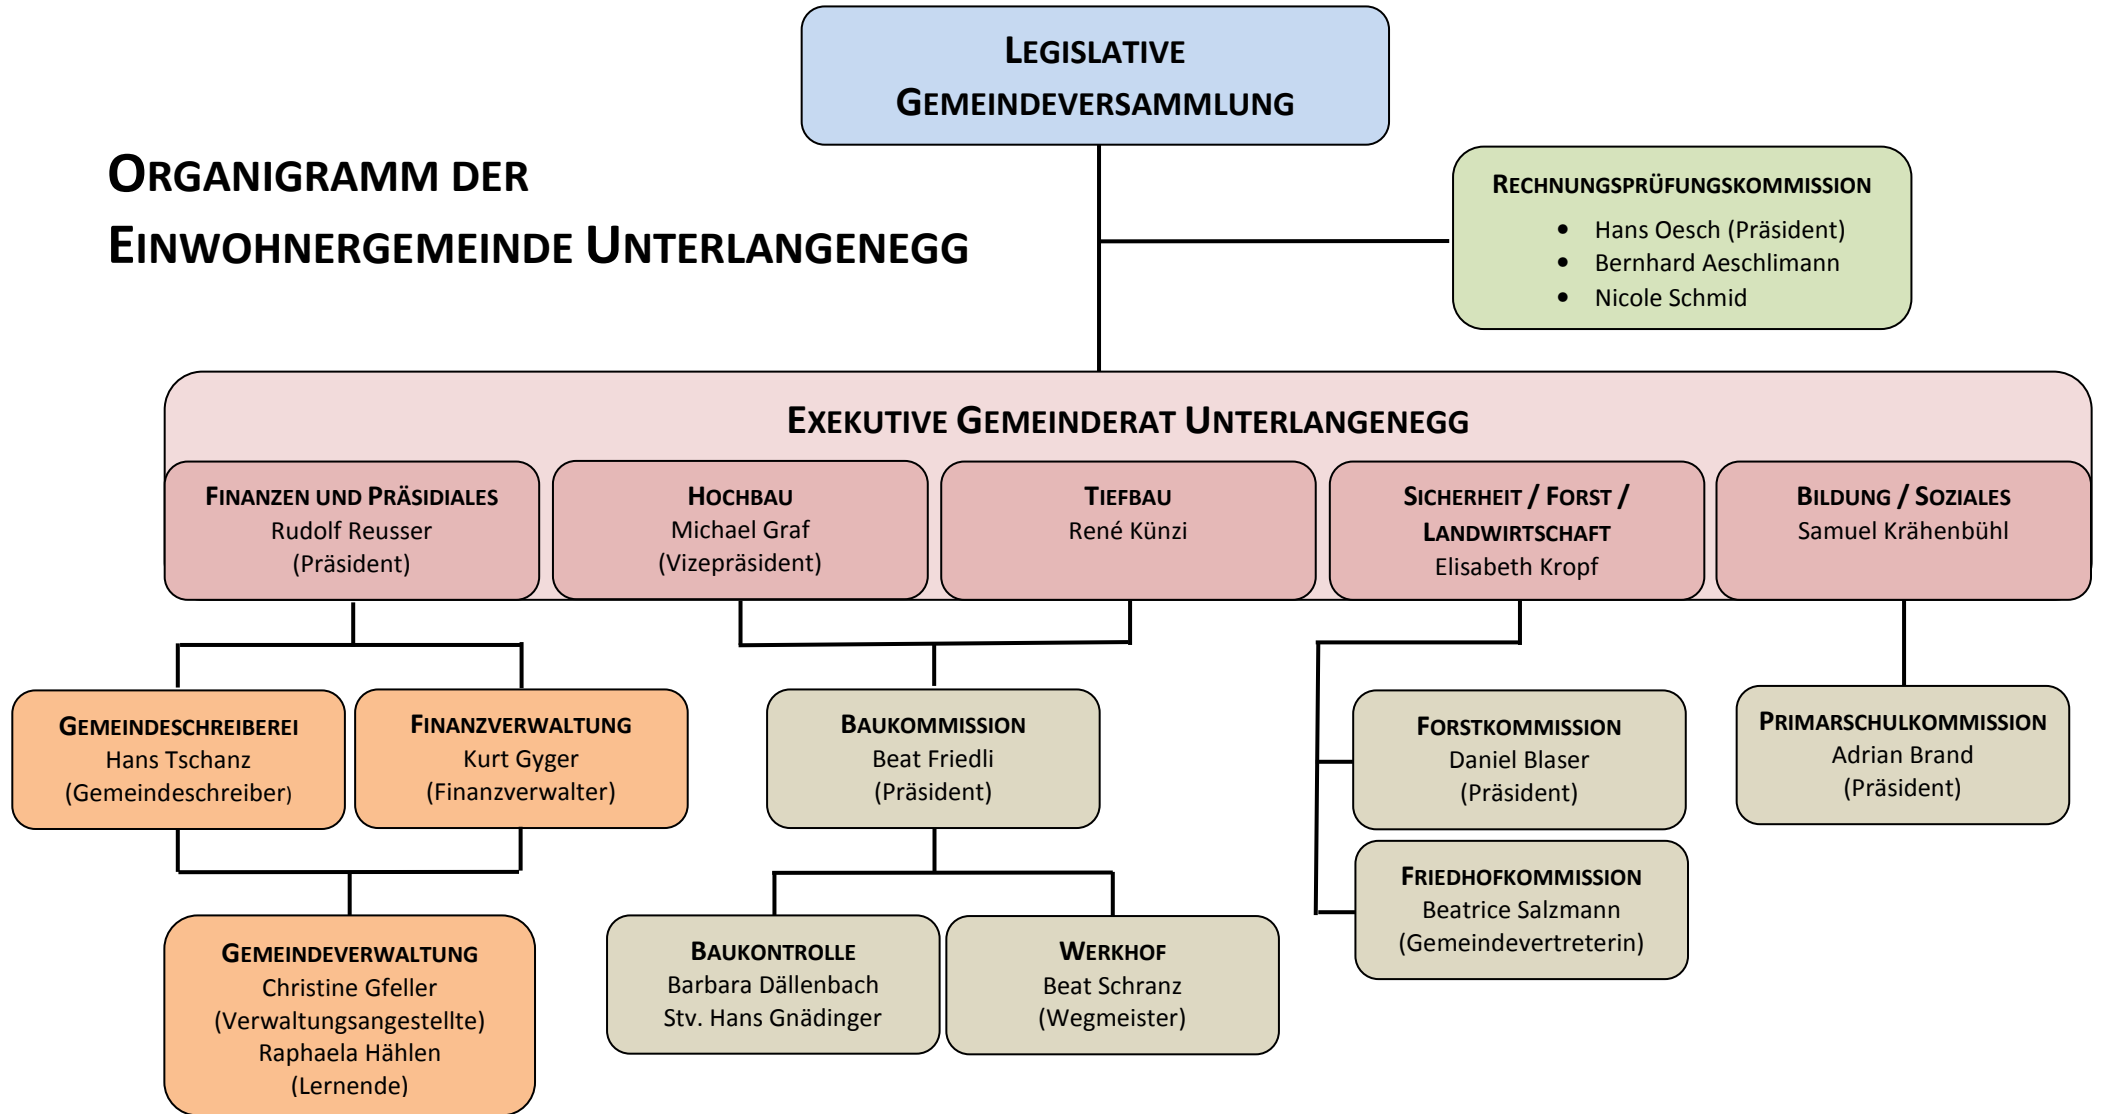 LEGISLATIVE
GEMEINDEVERSAMMLUNG
ORGANIGRAMM DER
EINWOHNERGEMEINDE UNTERLANGENEGG
RECHNUNGSPRÜFUNGSKOMMISSION
• Hans Oesch (Präsident)
• Bernhard Aeschlimann
• Nicole Schmid
EXEKUTIVE GEMEINDERAT UNTERLANGENEGG
FINANZEN UND PRÄSIDIALES
Rudolf Reusser
(Präsident)
HOCHBAU
Michael Graf
(Vizepräsident)
TIEFBAU
René Künzi
SICHERHEIT / FORST /
LANDWIRTSCHAFT
Elisabeth Kropf
BILDUNG / SOZIALES
Samuel Krähenbühl
GEMEINDESCHREIBEREI
Hans Tschanz
(Gemeindeschreiber)
FINANZVERWALTUNG
Kurt Gyger
(Finanzverwalter)
BAUKOMMISSION
Beat Friedli
(Präsident)
FORSTKOMMISSION
Daniel Blaser
(Präsident)
PRIMARSCHULKOMMISSION
Adrian Brand
(Präsident)
FRIEDHOFKOMMISSION
Beatrice Salzmann
(Gemeindevertreterin)
GEMEINDEVERWALTUNG
Christine Gfeller
(Verwaltungsangestellte)
Raphaela Hählen
(Lernende)
BAUKONTROLLE
Barbara Dällenbach
Stv. Hans Gnädinger
WERKHOF
Beat Schranz
(Wegmeister)